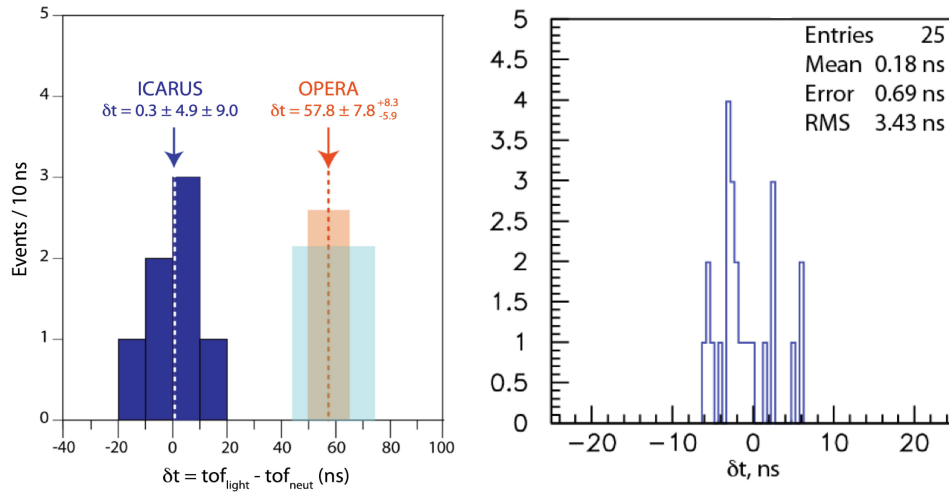 5
4
3
2
1
0
Events / 10 ns
ICARUS
δt = 0.3 ± 4.9 ± 9.0
OPERA
δt = 57.8 ± 7.8 +8.3 -5.9
-40
-20
0
20
40
60
80
100
δt = tof_light - tof_neut (ns)
5
4.5
4
3.5
3
2.5
2
1.5
1
0.5
0
Entries 25
Mean 0.18 ns
Error 0.69 ns
RMS 3.43 ns
−20
−10
0
10
20
δt, ns